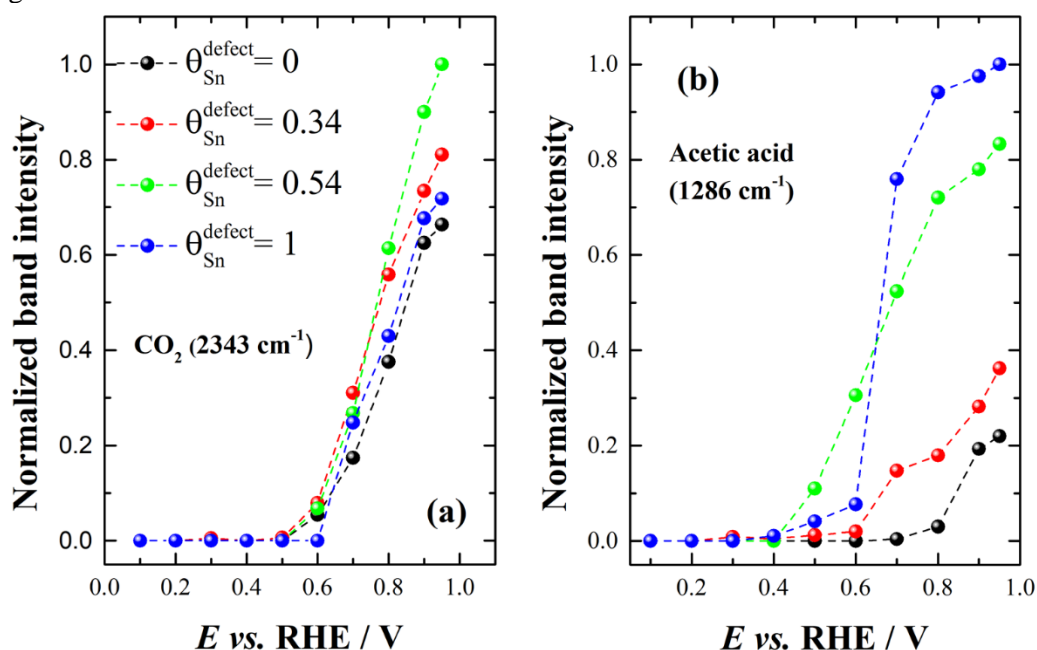 Normalized band intensity
1.0
0.8
0.6
0.4
0.2
0.0
θ_Sn^defect = 0
θ_Sn^defect = 0.34
θ_Sn^defect = 0.54
θ_Sn^defect = 1
CO₂ (2343 cm⁻¹)
(a)
0.0 0.2 0.4 0.6 0.8 1.0
E vs. RHE / V
Normalized band intensity
1.0
0.8
0.6
0.4
0.2
0.0
(b)
Acetic acid
(1286 cm⁻¹)
0.2 0.4 0.6 0.8 1.0
E vs. RHE / V